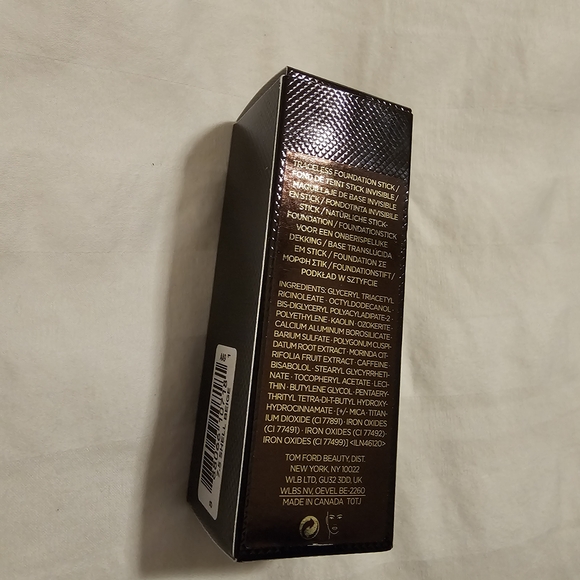 TRACELESS FOUNDATION STICK /
FOND DE TEINT STICK INVISIBLE /
MAQUILLAJE DE BASE INVISIBLE
EN STICK / FONDOTINTA INVISIBILE
STICK / NATÜRLICHE STICK-
FOUNDATION / FOUNDATIONSTICK
VOOR EEN ONBERISPELIJKE
DEKKING / BASE TRANSLÚCIDA
EM STICK / FOUNDATION ΣΕ
ΜΟΡΦΗ ΣΤΙΚ / FOUNDATIONSTIFT /
PODKŁAD W SZTYFCIE
INGREDIENTS: GLYCERYL TRIACETYL
RICINOLEATE · OCTYLDODECANOL ·
BIS-DIGLYCERYL POLYACYLADIPATE-2 ·
POLYETHYLENE · KAOLIN · OZOKERITE ·
CALCIUM ALUMINUM BOROSILICATE ·
BARIUM SULFATE · POLYGONUM CUSPI-
DATUM ROOT EXTRACT · MORINDA CIT-
RIFOLIA FRUIT EXTRACT · CAFFEINE ·
BISABOLOL · STEARYL GLYCYRRHETI-
NATE · TOCOPHERYL ACETATE · LECI-
THIN · BUTYLENE GLYCOL · PENTAERY-
THRITYL TETRA-DI-T-BUTYL HYDROXY-
HYDROCINNAMATE · [+/- MICA · TITAN-
IUM DIOXIDE (CI 77891) · IRON OXIDES
(CI 77491) · IRON OXIDES (CI 77492) ·
IRON OXIDES (CI 77499)] <ILN46120>
TOM FORD BEAUTY, DIST.
NEW YORK, NY 10022
WLB LTD, GU32 3DD, UK
WLBS NV, OEVEL BE-2260
MADE IN CANADA T0TJ